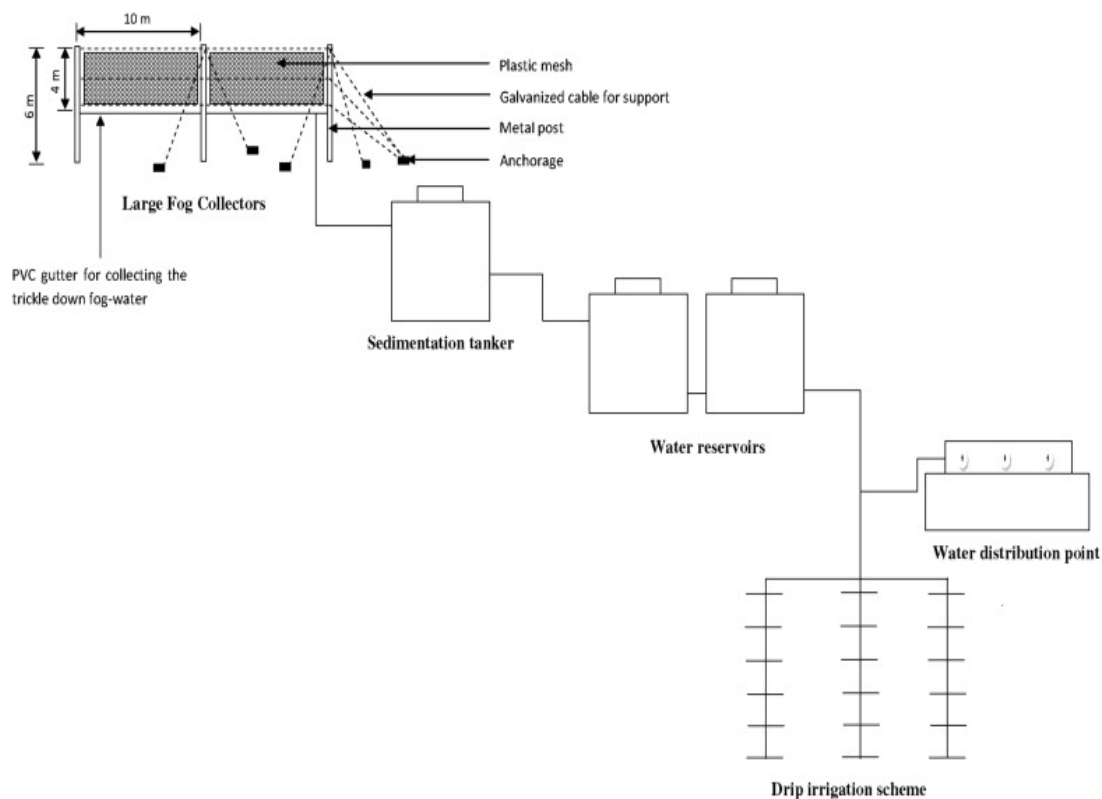 10 m
6 m
4 m
Plastic mesh
Galvanized cable for support
Metal post
Anchorage
Large Fog Collectors
PVC gutter for collecting the
trickle down fog-water
Sedimentation tanker
Water reservoirs
Water distribution point
Drip irrigation scheme